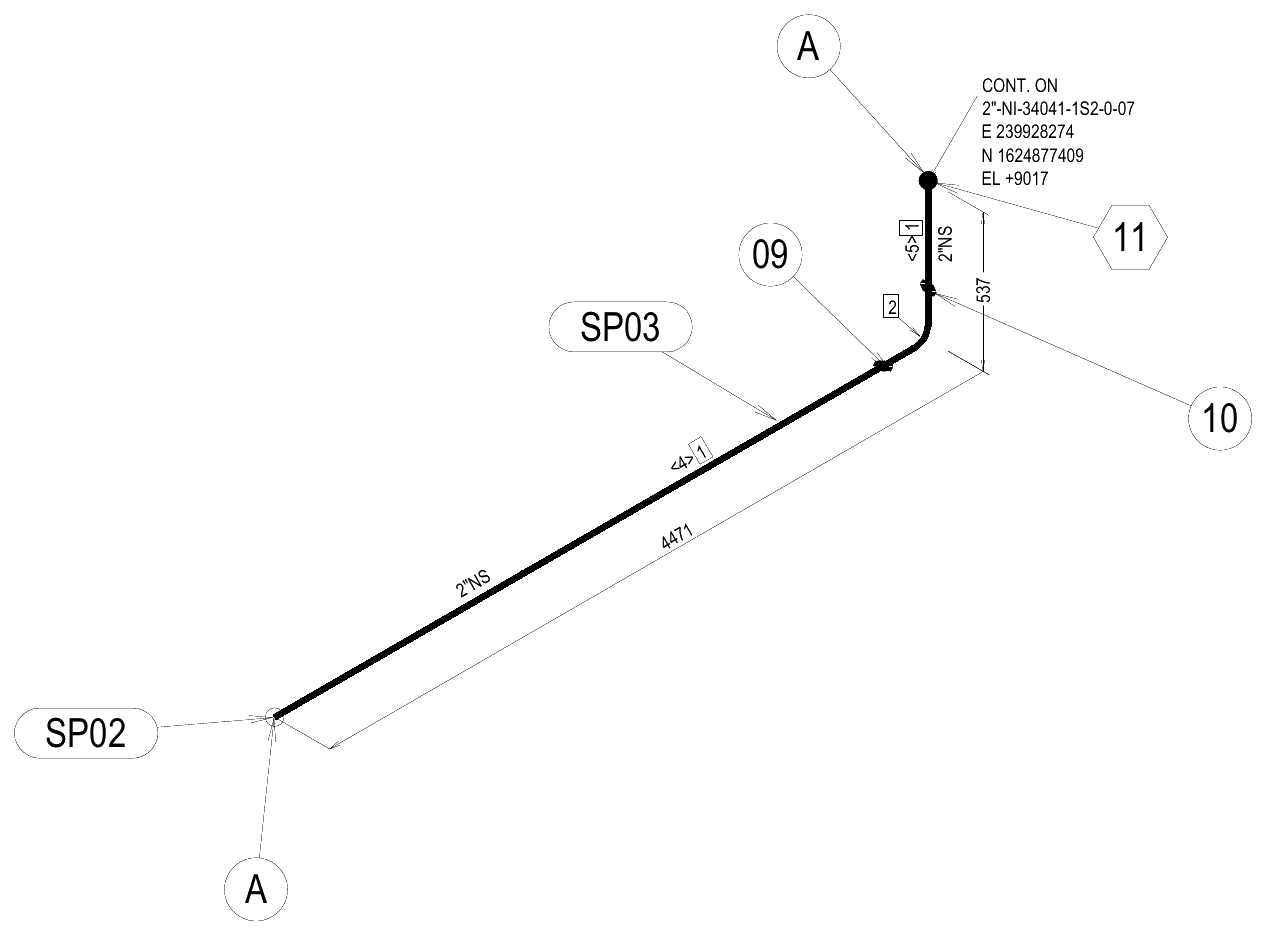 A
CONT. ON
2"-NI-34041-1S2-0-07
E 239928274
N 1624877409
EL +9017
11
<5> 1
2"NS
09
537
2
SP03
10
<4> 1
4471
2"NS
SP02
A